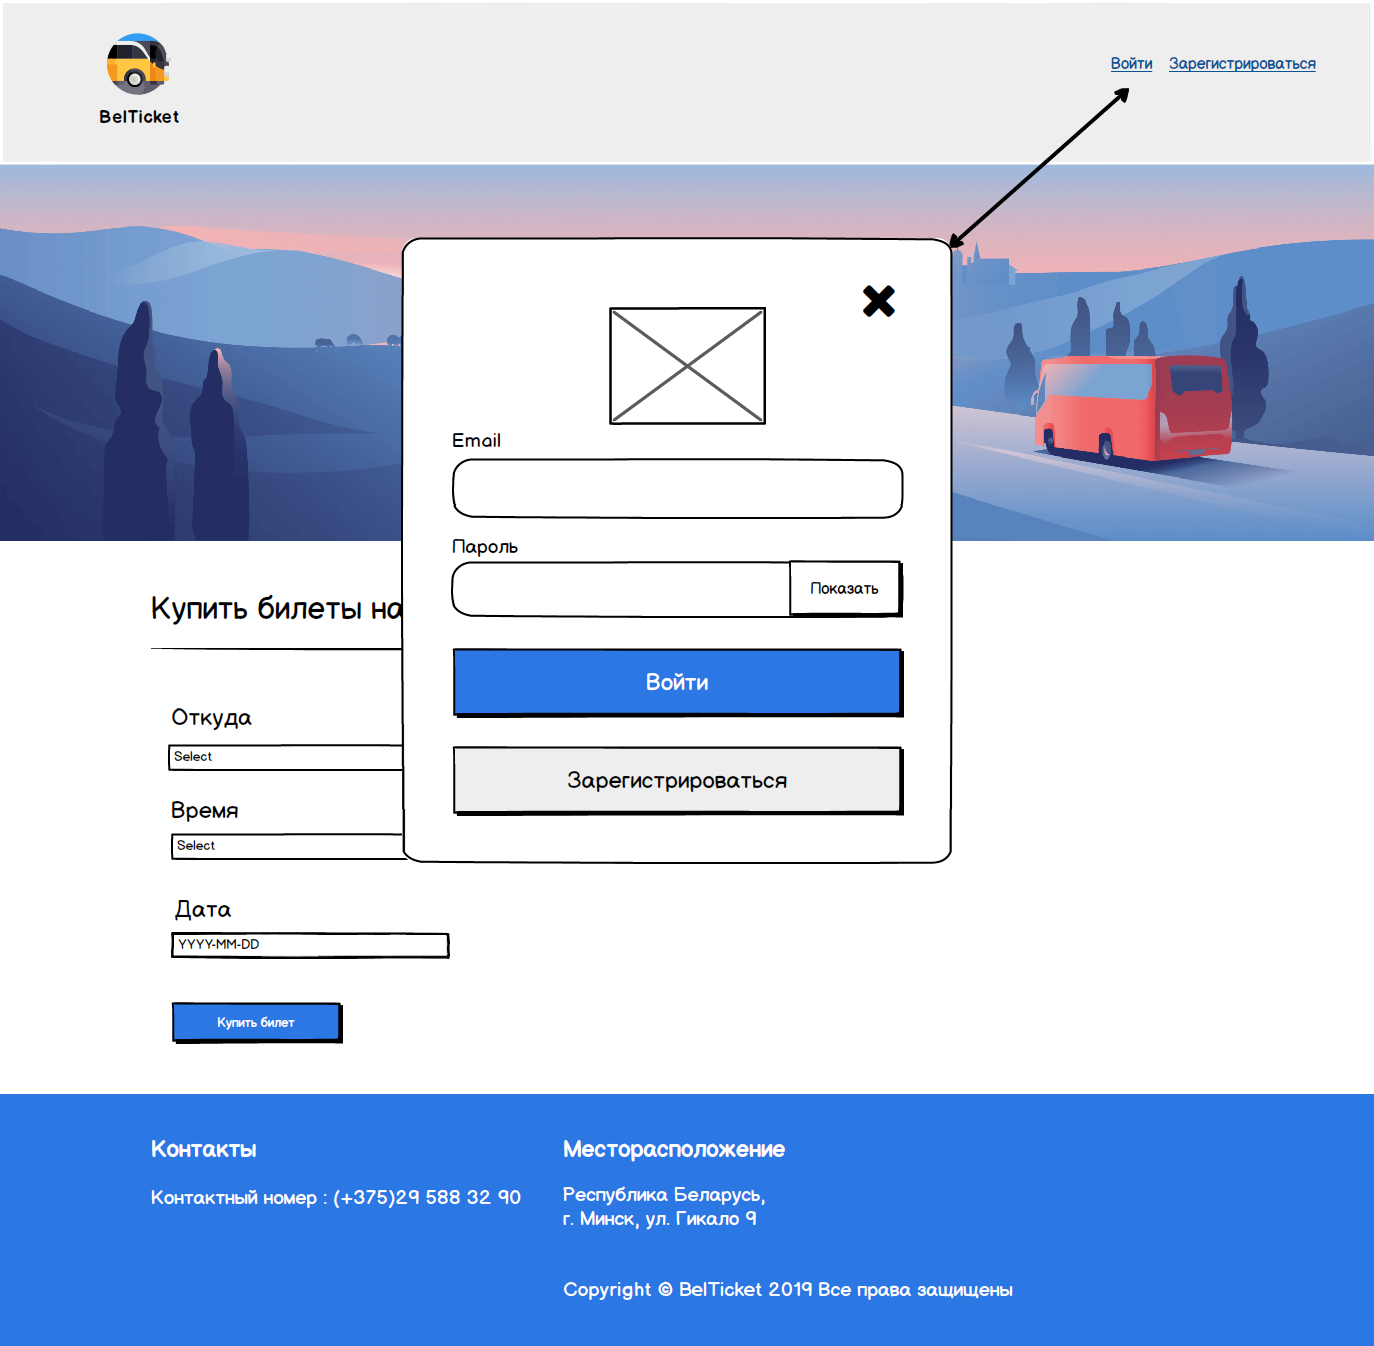 BelTicket
Войти Зарегистрироваться
Email
Пароль
Показать
Войти
Зарегистрироваться
Купить билеты на
Откуда
Select
Время
Select
Дата
YYYY-MM-DD
Купить билет
Контакты
Контактный номер : (+375)29 588 32 90
Месторасположение
Республика Беларусь,
г. Минск, ул. Гикало 9
Copyright © BelTicket 2019 Все права защищены